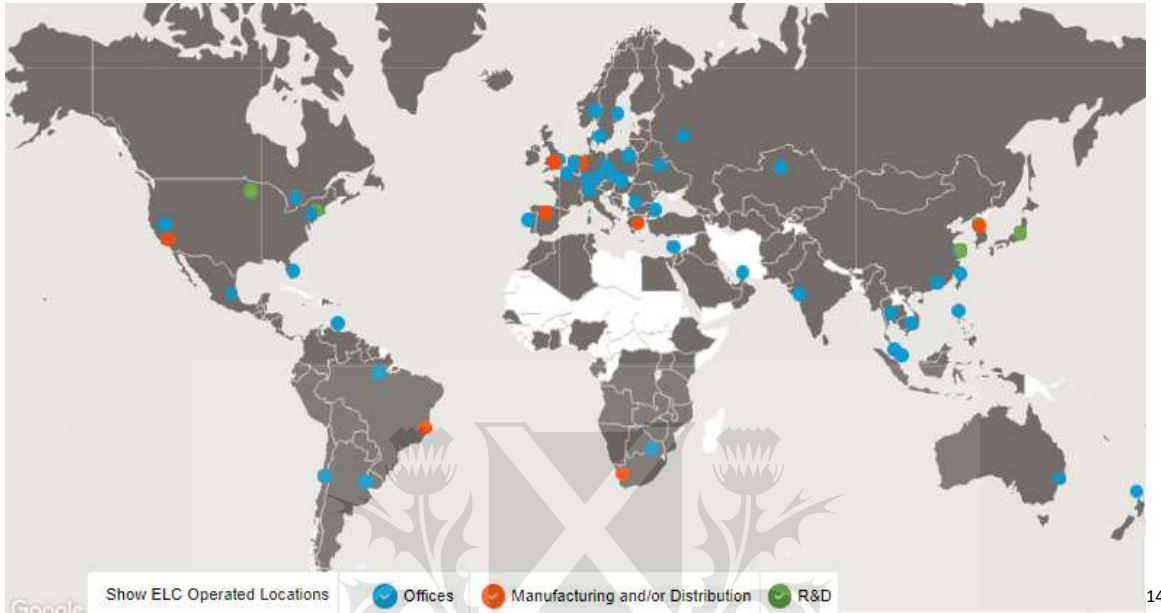 Show ELC Operated Locations Offices Manufacturing and/or Distribution R&D
14
Google